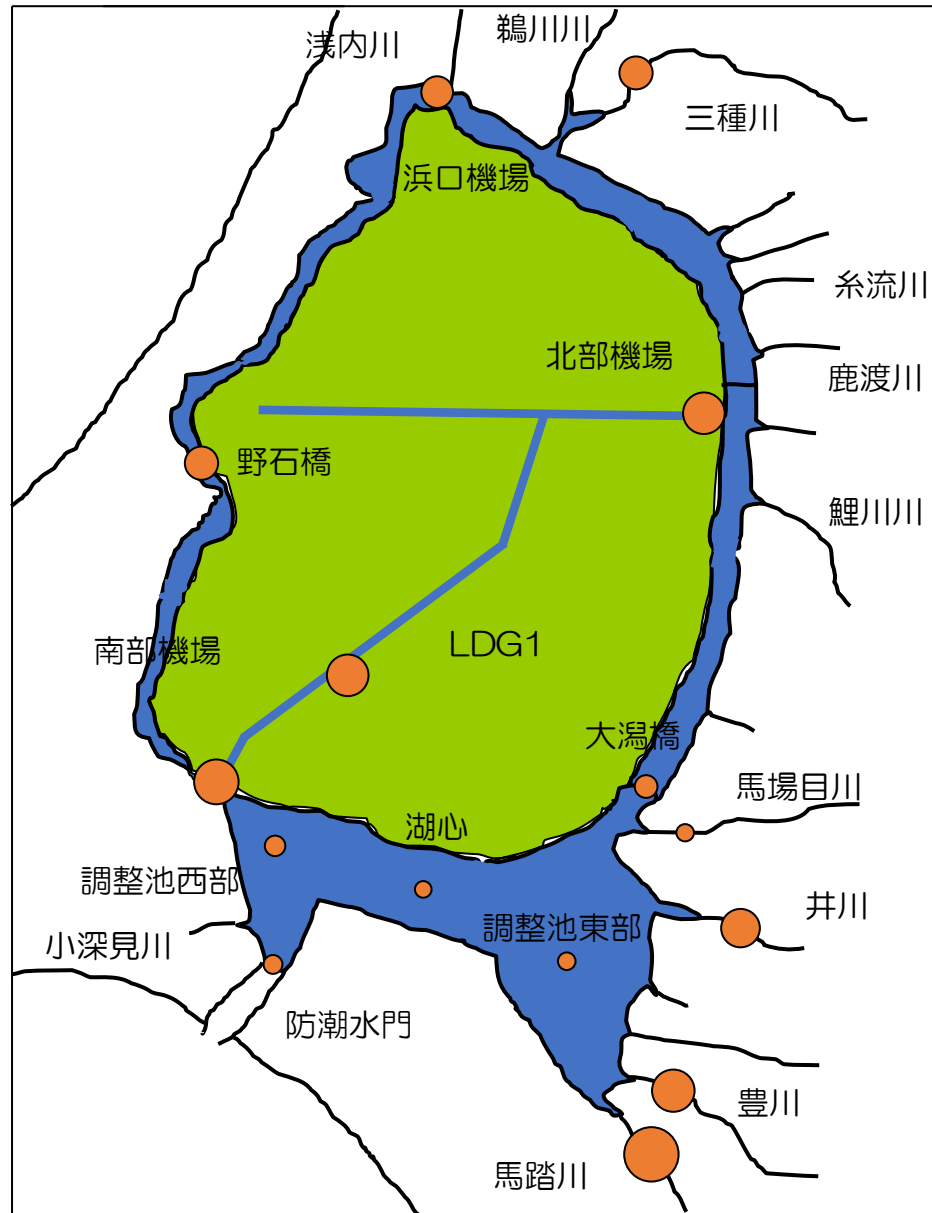 鵜川川
浅内川
三種川
浜口機場
糸流川
北部機場
鹿渡川
野石橋
鯉川川
LDG1
南部機場
大潟橋
馬場目川
湖心
調整池西部
井川
調整池東部
小深見川
防潮水門
豊川
馬踏川